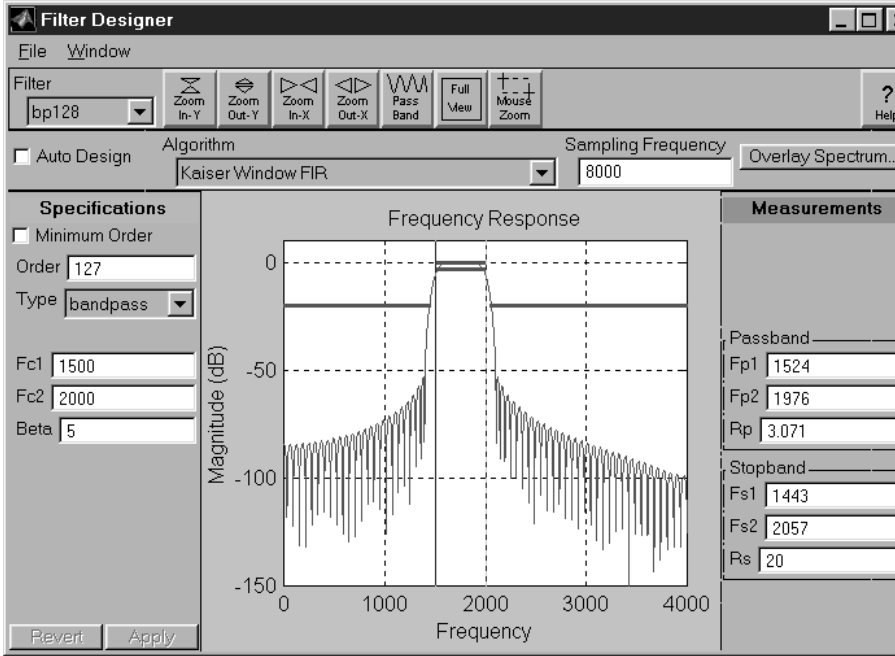 Filter Designer
File Window
Filter
bp128
Zoom In-Y
Zoom Out-Y
Zoom In-X
Zoom Out-X
Pass Band
Full View
Mouse Zoom
?
Help
Auto Design
Algorithm
Kaiser Window FIR
Sampling Frequency
8000
Overlay Spectrum...
Specifications
Minimum Order
Order 127
Type bandpass
Fc1 1500
Fc2 2000
Beta 5
Revert Apply
Frequency Response
Magnitude (dB)
0
-50
-100
-150
0 1000 2000 3000 4000
Frequency
Measurements
Passband
Fp1 1524
Fp2 1976
Rp 3.071
Stopband
Fs1 1443
Fs2 2057
Rs 20